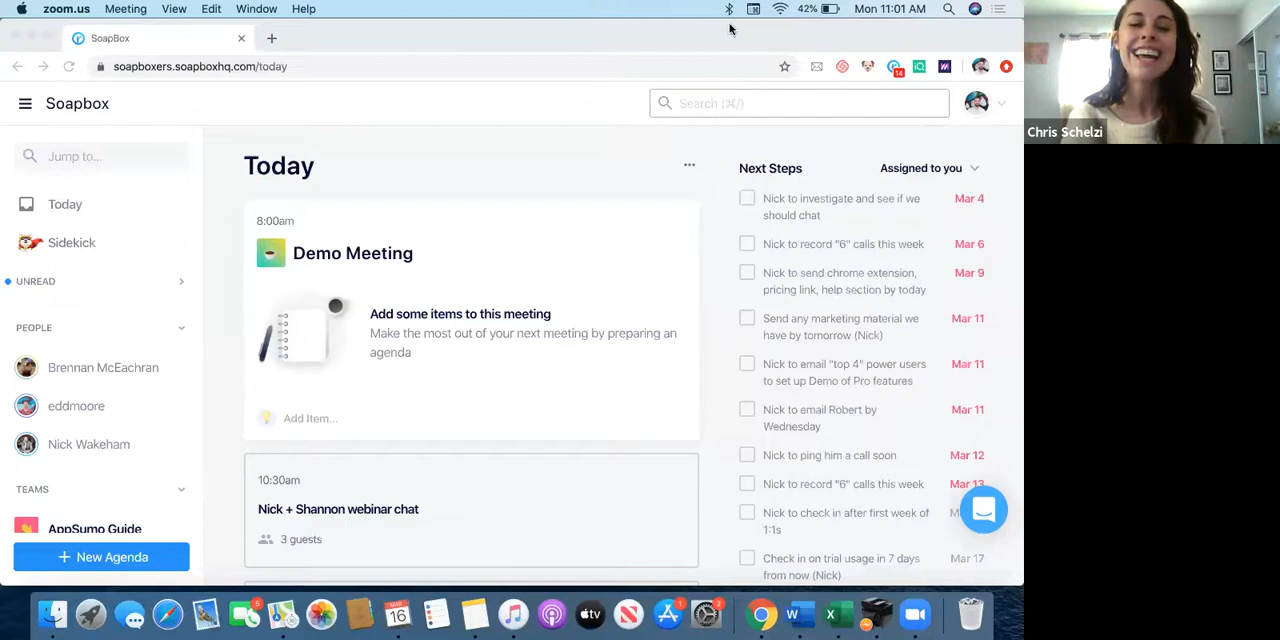 zoom.us Meeting View Edit Window Help 42% Mon 11:01 AM
SoapBox
soapboxers.soapboxhq.com/today
14
Soapbox
Search (⌘/)
Chris Schelzi
Jump to...
Today
Sidekick
UNREAD
PEOPLE
Brennan McEachran
eddmoore
Nick Wakeham
TEAMS
AppSumo Guide
+ New Agenda
Today
8:00am
Demo Meeting
Add some items to this meeting
Make the most out of your next meeting by preparing an
agenda
Add Item...
10:30am
Nick + Shannon webinar chat
3 guests
Next Steps Assigned to you
Nick to investigate and see if we Mar 4
should chat
Nick to record "6" calls this week Mar 6
Nick to send chrome extension, Mar 9
pricing link, help section by today
Send any marketing material we Mar 11
have by tomorrow (Nick)
Nick to email "top 4" power users Mar 11
to set up Demo of Pro features
Nick to email Robert by Mar 11
Wednesday
Nick to ping him a call soon Mar 12
Nick to record "6" calls this week Mar 13
Nick to check in after first week of
1:1s
Check in on trial usage in 7 days Mar 17
from now (Nick)
5
MAR
16
tv
1
2
W
X